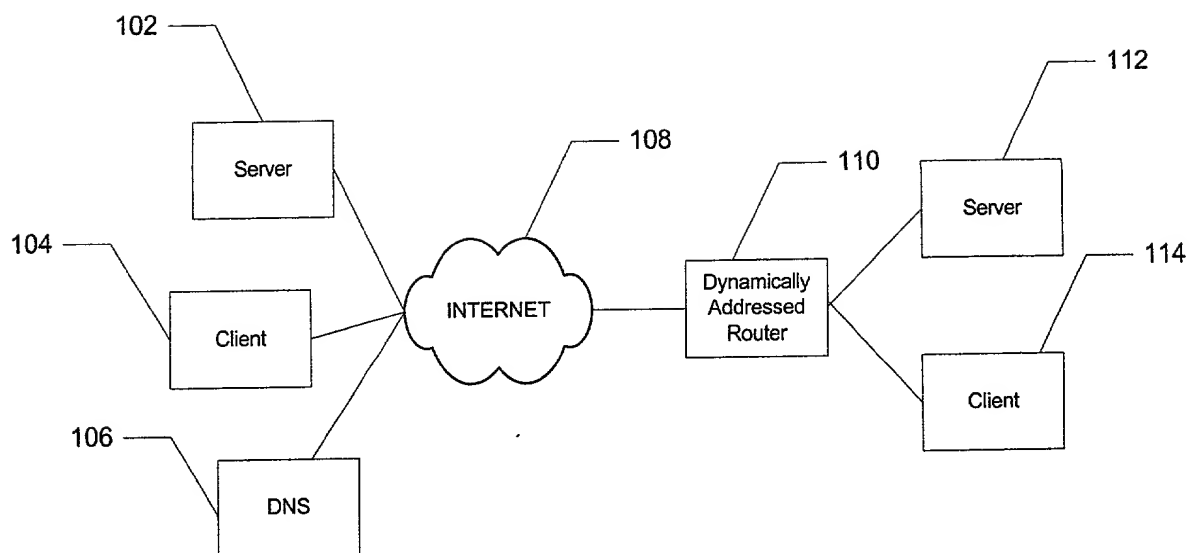 102
112
108
110
Server
Server
104
114
Dynamically
Addressed
Router
INTERNET
Client
Client
106
DNS